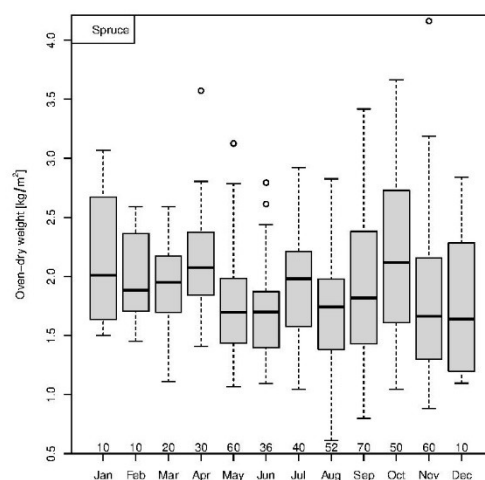 Spruce
4.0
3.5
3.0
2.5
2.0
1.5
1.0
0.5
Oven-dry weight [kg/m²]
10 10 20 30 60 36 40 52 70 50 60 10
Jan Feb Mar Apr May Jun Jul Aug Sep Oct Nov Dec